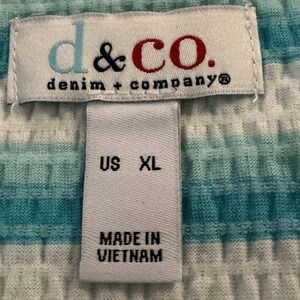 d&co.
denim + company®
US XL
MADE IN
VIETNAM